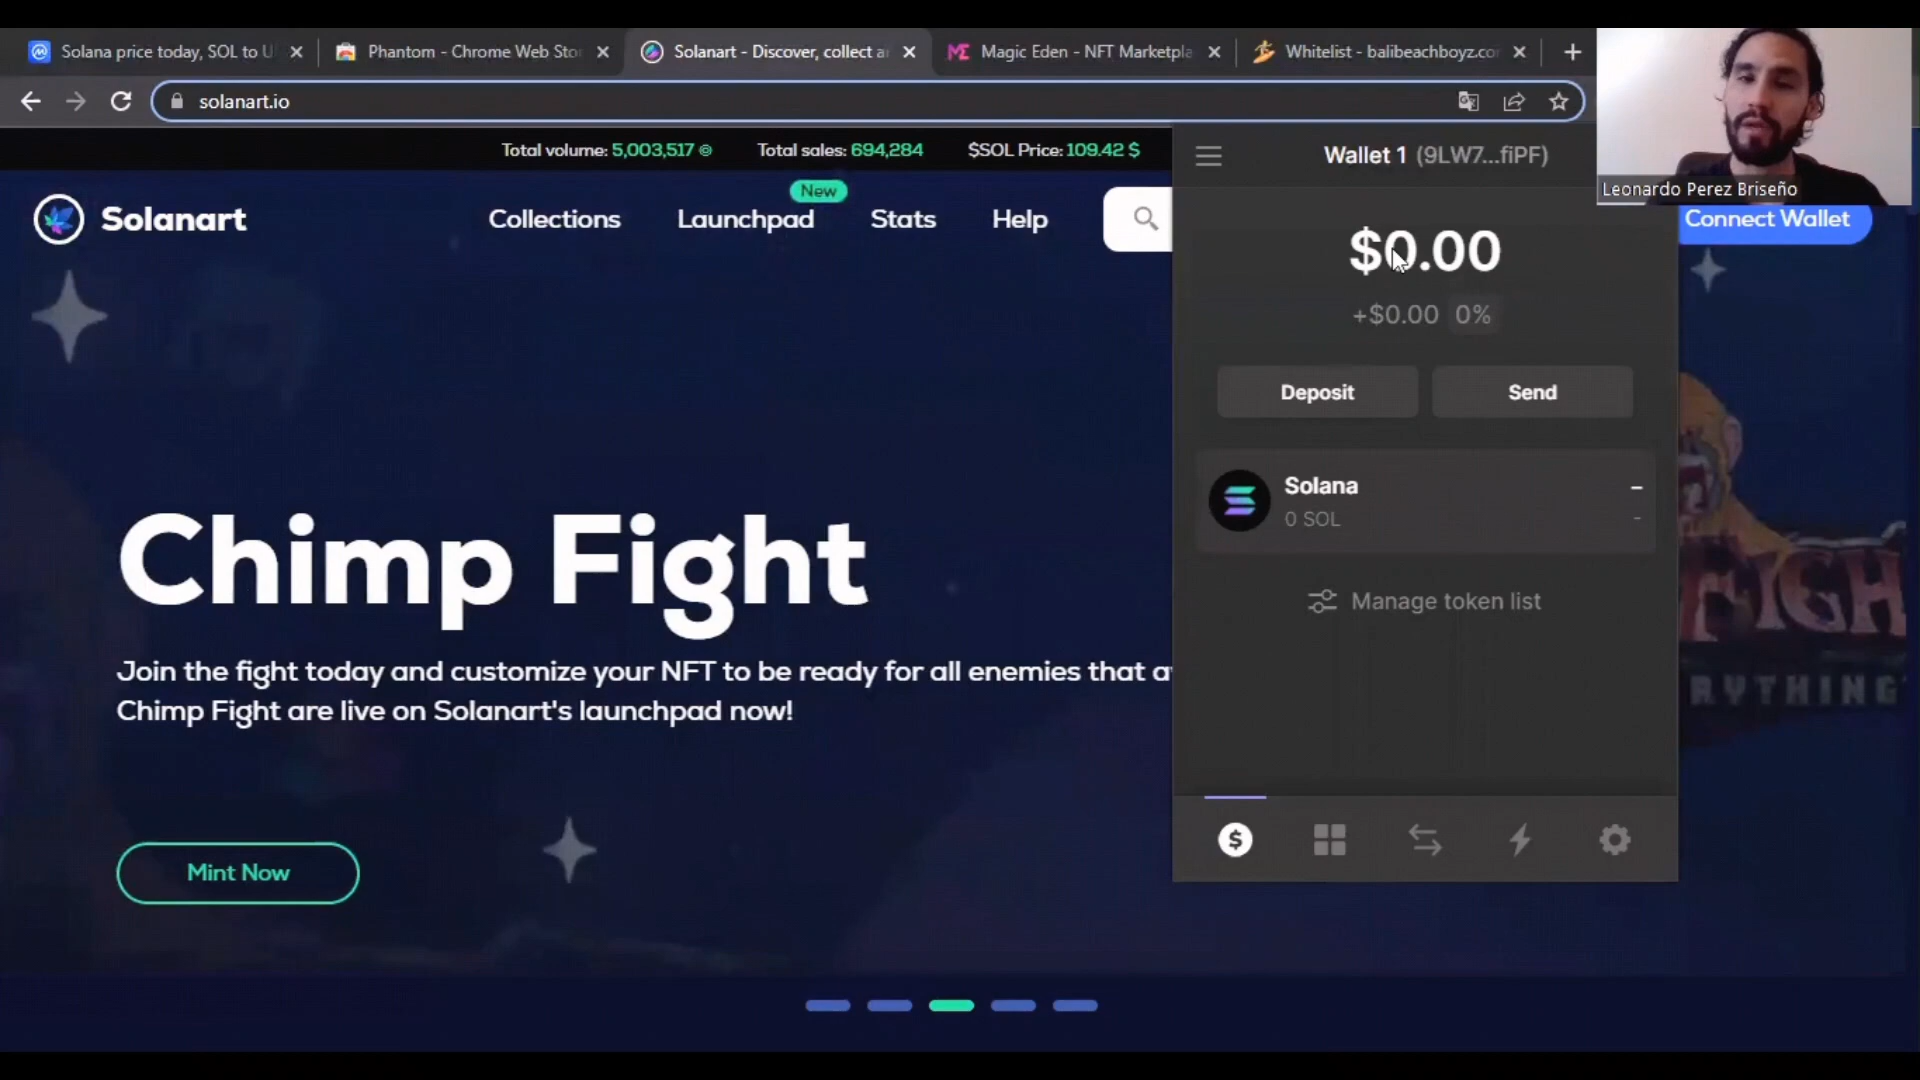 Solana price today, SOL to U
Phantom - Chrome Web Sto
Solanart - Discover, collect a
Magic Eden - NFT Marketpla
Whitelist - balibeachboyz.co
solanart.io
Total volume: 5,003,517
Total sales: 694,284
$SOL Price: 109.42 $
Wallet 1 (9LW7...fiPF)
Leonardo Perez Briseño
Solanart
Collections
Launchpad
New
Stats
Help
Connect Wallet
$0.00
+$0.00 0%
Deposit
Send
Solana
0 SOL
Manage token list
Chimp Fight
Join the fight today and customize your NFT to be ready for all enemies that a
Chimp Fight are live on Solanart's launchpad now!
FIGH
RYTHING
Mint Now